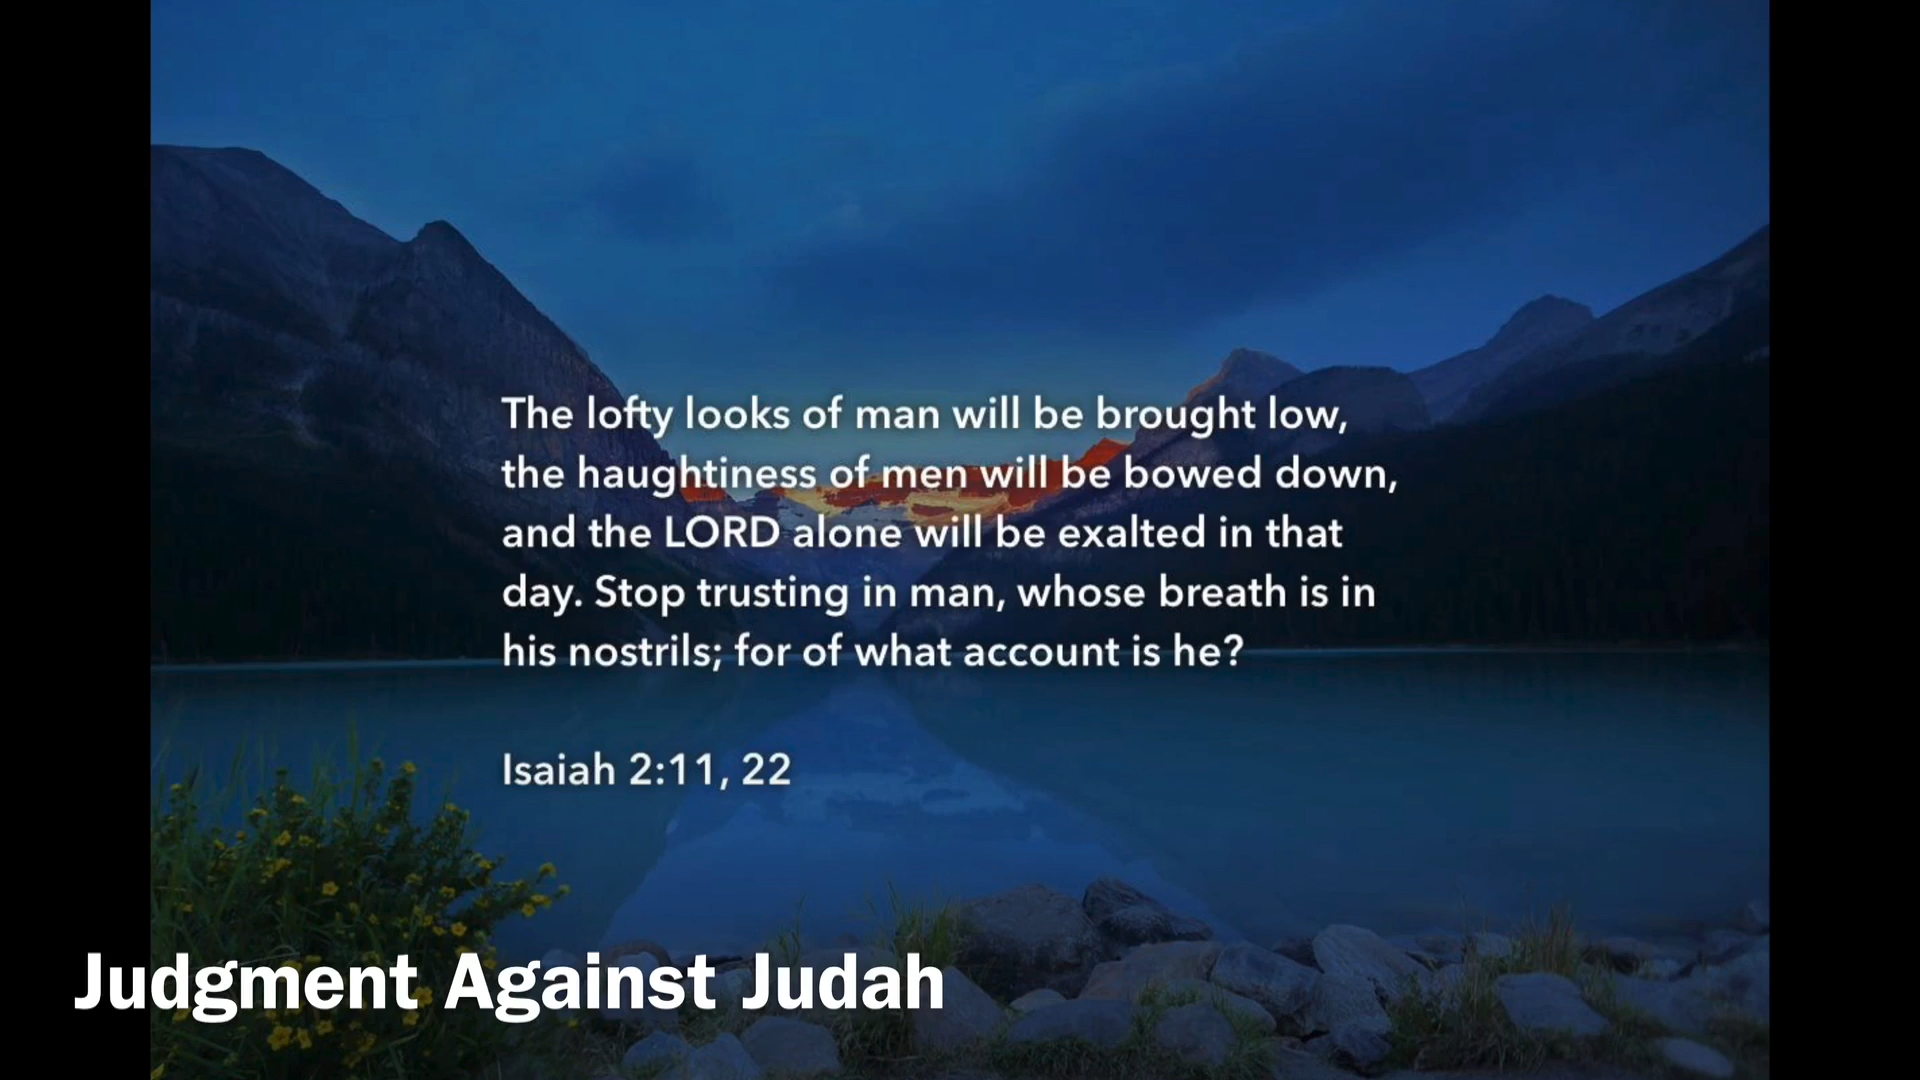 The lofty looks of man will be brought low,
the haughtiness of men will be bowed down,
and the LORD alone will be exalted in that
day. Stop trusting in man, whose breath is in
his nostrils; for of what account is he?
Isaiah 2:11, 22
Judgment Against Judah